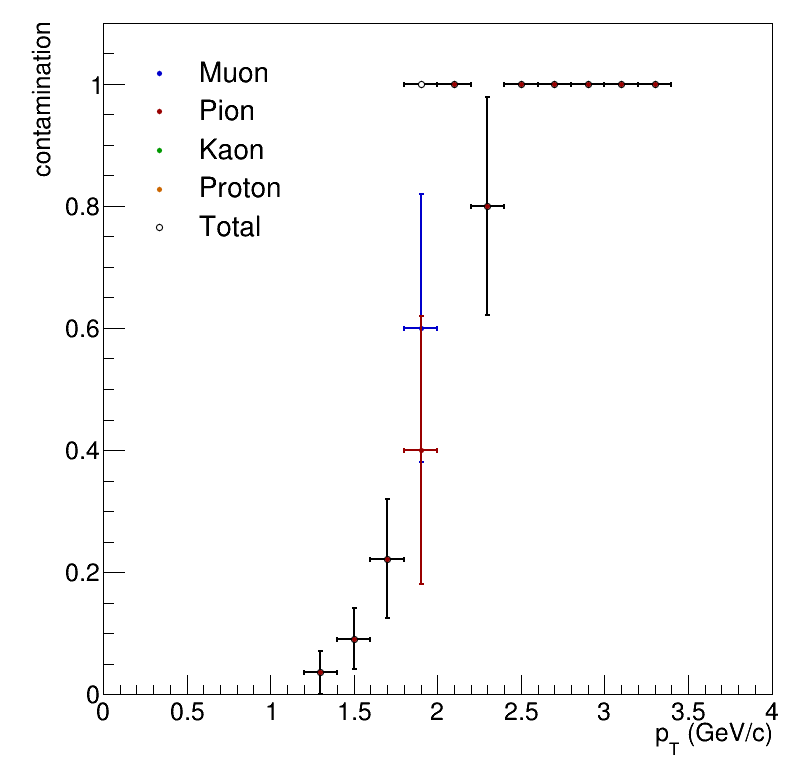 contamination
Muon
Pion
Kaon
Proton
Total
1
0.8
0.6
0.4
0.2
0
0 0.5 1 1.5 2 2.5 3 3.5 4
p_T (GeV/c)